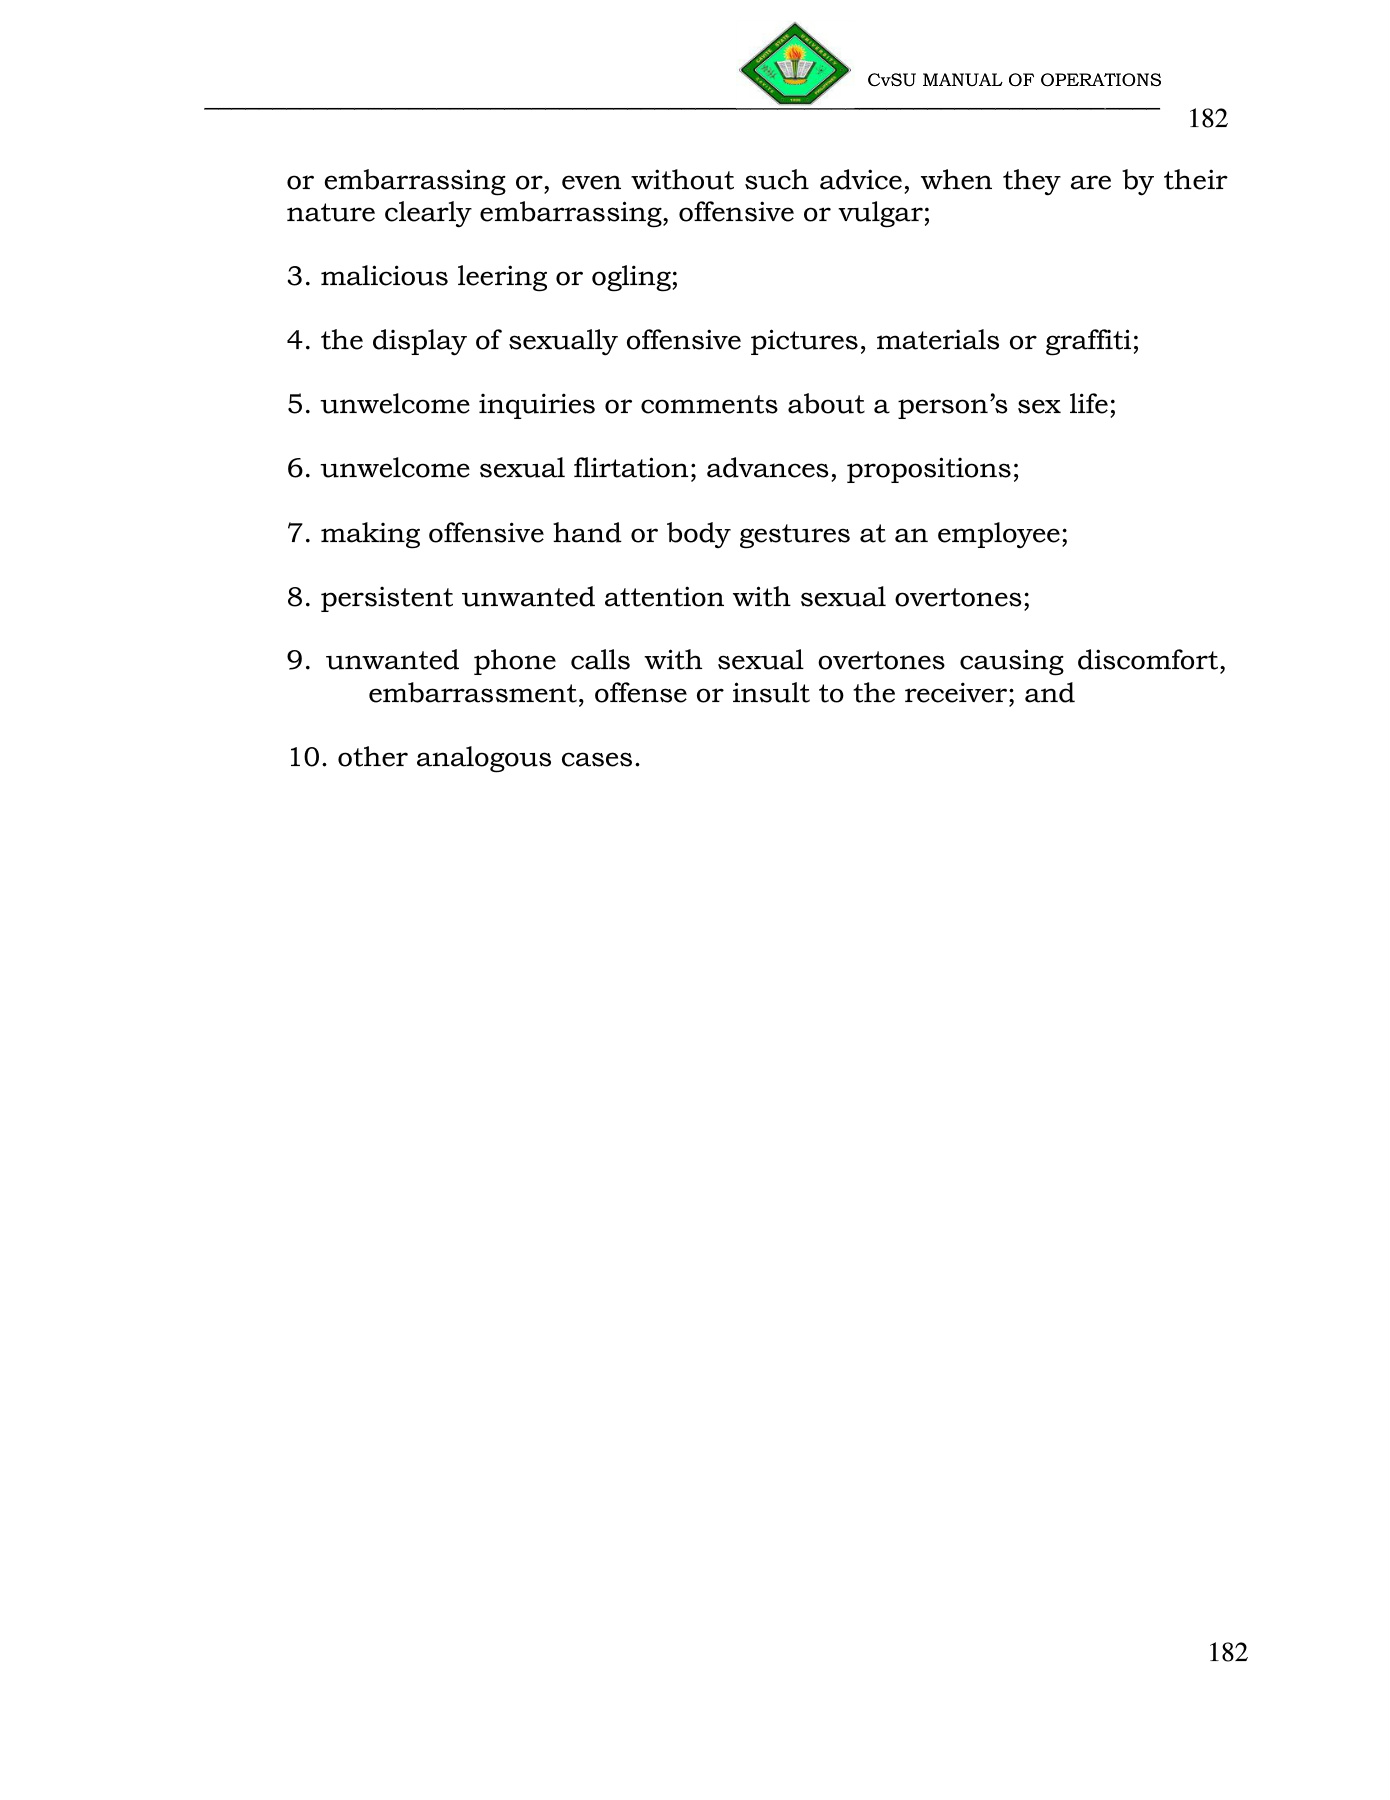 CvSU MANUAL OF OPERATIONS
182
or embarrassing or, even without such advice, when they are by their
nature clearly embarrassing, offensive or vulgar;
3. malicious leering or ogling;
4. the display of sexually offensive pictures, materials or graffiti;
5. unwelcome inquiries or comments about a person’s sex life;
6. unwelcome sexual flirtation; advances, propositions;
7. making offensive hand or body gestures at an employee;
8. persistent unwanted attention with sexual overtones;
9. unwanted phone calls with sexual overtones causing discomfort,
embarrassment, offense or insult to the receiver; and
10. other analogous cases.
182